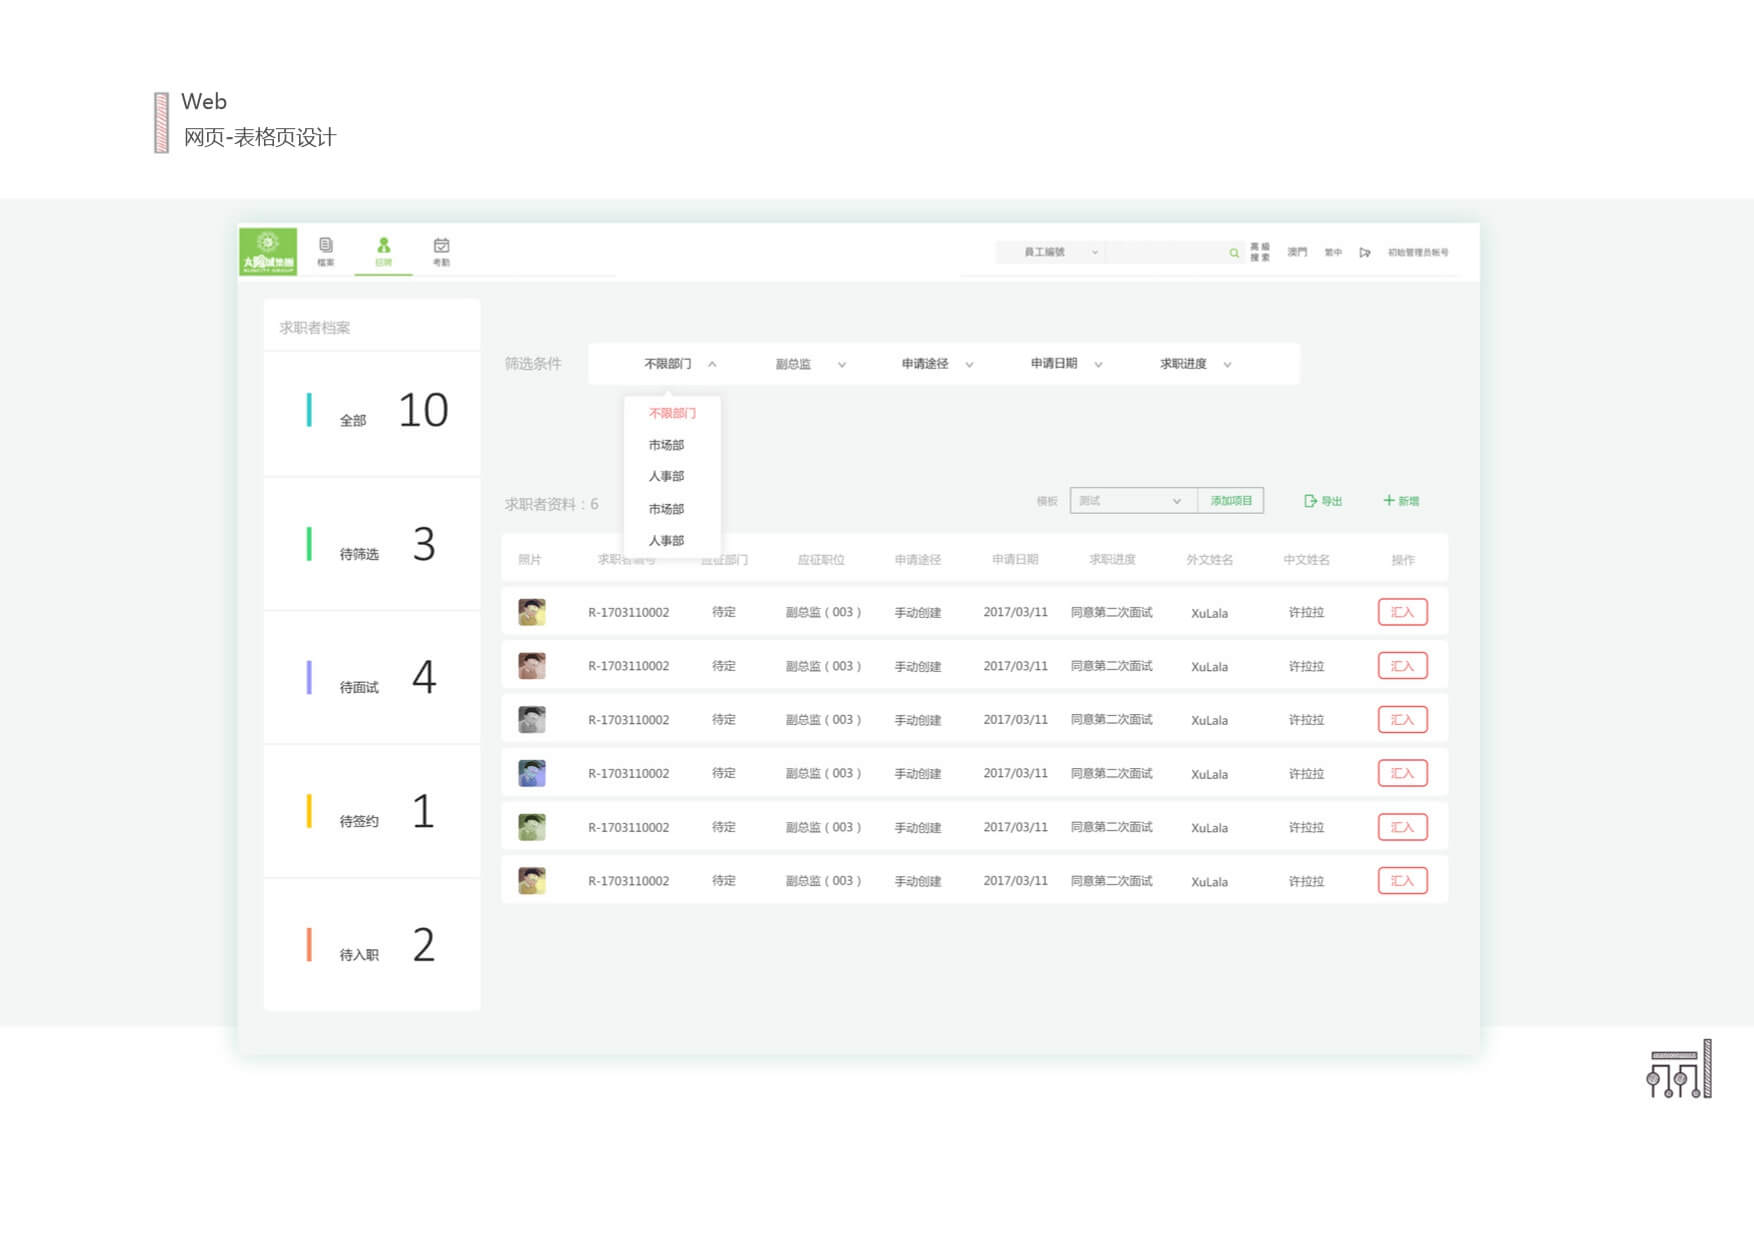 Web
网页-表格页设计
太陽城集團
SUNCITY GROUP
檔案
招聘
考勤
員工編號
高級
搜索
澳門
繁中
初始管理员帐号
求职者档案
全部 10
待筛选 3
待面试 4
待签约 1
待入职 2
筛选条件 不限部门 副总监 申请途径 申请日期 求职进度
不限部门
市场部
人事部
市场部
人事部
求职者资料：6
模板 测试 添加项目 导出 新增
照片 求职者编号 应征部门 应征职位 申请途径 申请日期 求职进度 外文姓名 中文姓名 操作
R-1703110002 待定 副总监（003） 手动创建 2017/03/11 同意第二次面试 XuLala 许拉拉 汇入
R-1703110002 待定 副总监（003） 手动创建 2017/03/11 同意第二次面试 XuLala 许拉拉 汇入
R-1703110002 待定 副总监（003） 手动创建 2017/03/11 同意第二次面试 XuLala 许拉拉 汇入
R-1703110002 待定 副总监（003） 手动创建 2017/03/11 同意第二次面试 XuLala 许拉拉 汇入
R-1703110002 待定 副总监（003） 手动创建 2017/03/11 同意第二次面试 XuLala 许拉拉 汇入
R-1703110002 待定 副总监（003） 手动创建 2017/03/11 同意第二次面试 XuLala 许拉拉 汇入